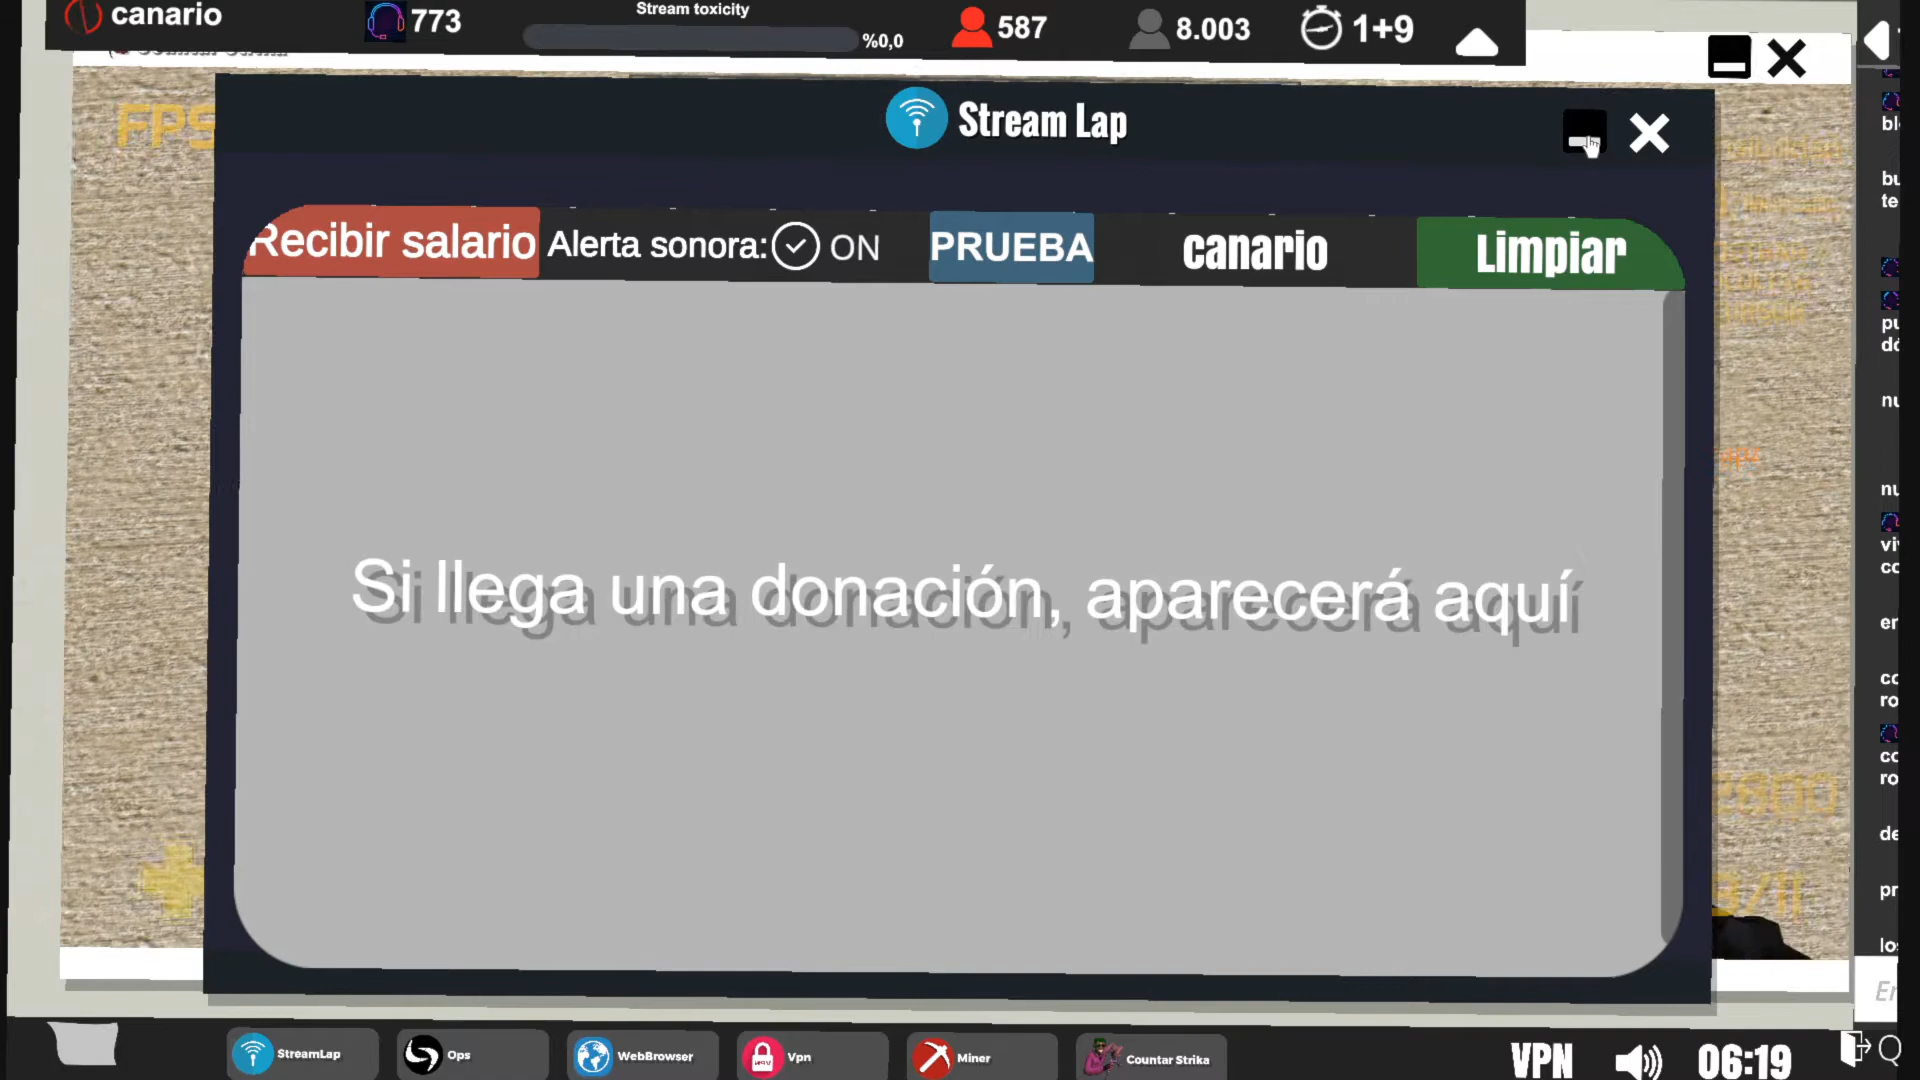 canario
773
Stream toxicity
%0,0
587
8.003
1+9
FPS
Stream Lap
Recibir salario
Alerta sonora:
ON
PRUEBA
canario
Limpiar
Si llega una donación, aparecerá aquí
StreamLap
Ops
WebBrowser
Vpn
Miner
Countar Strika
VPN
06:19